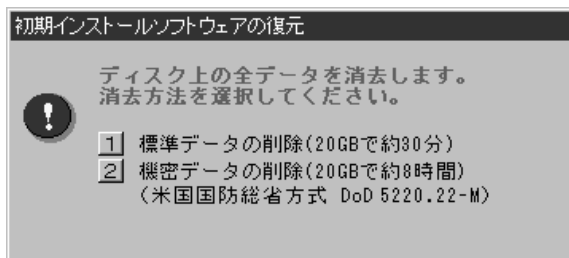 初期インストールソフトウェアの復元
ディスク上の全データを消去します。
消去方法を選択してください。
!
1 標準データの削除(20GBで約30分)
2 機密データの削除(20GBで約8時間)
(米国国防総省方式 DoD 5220.22-M)